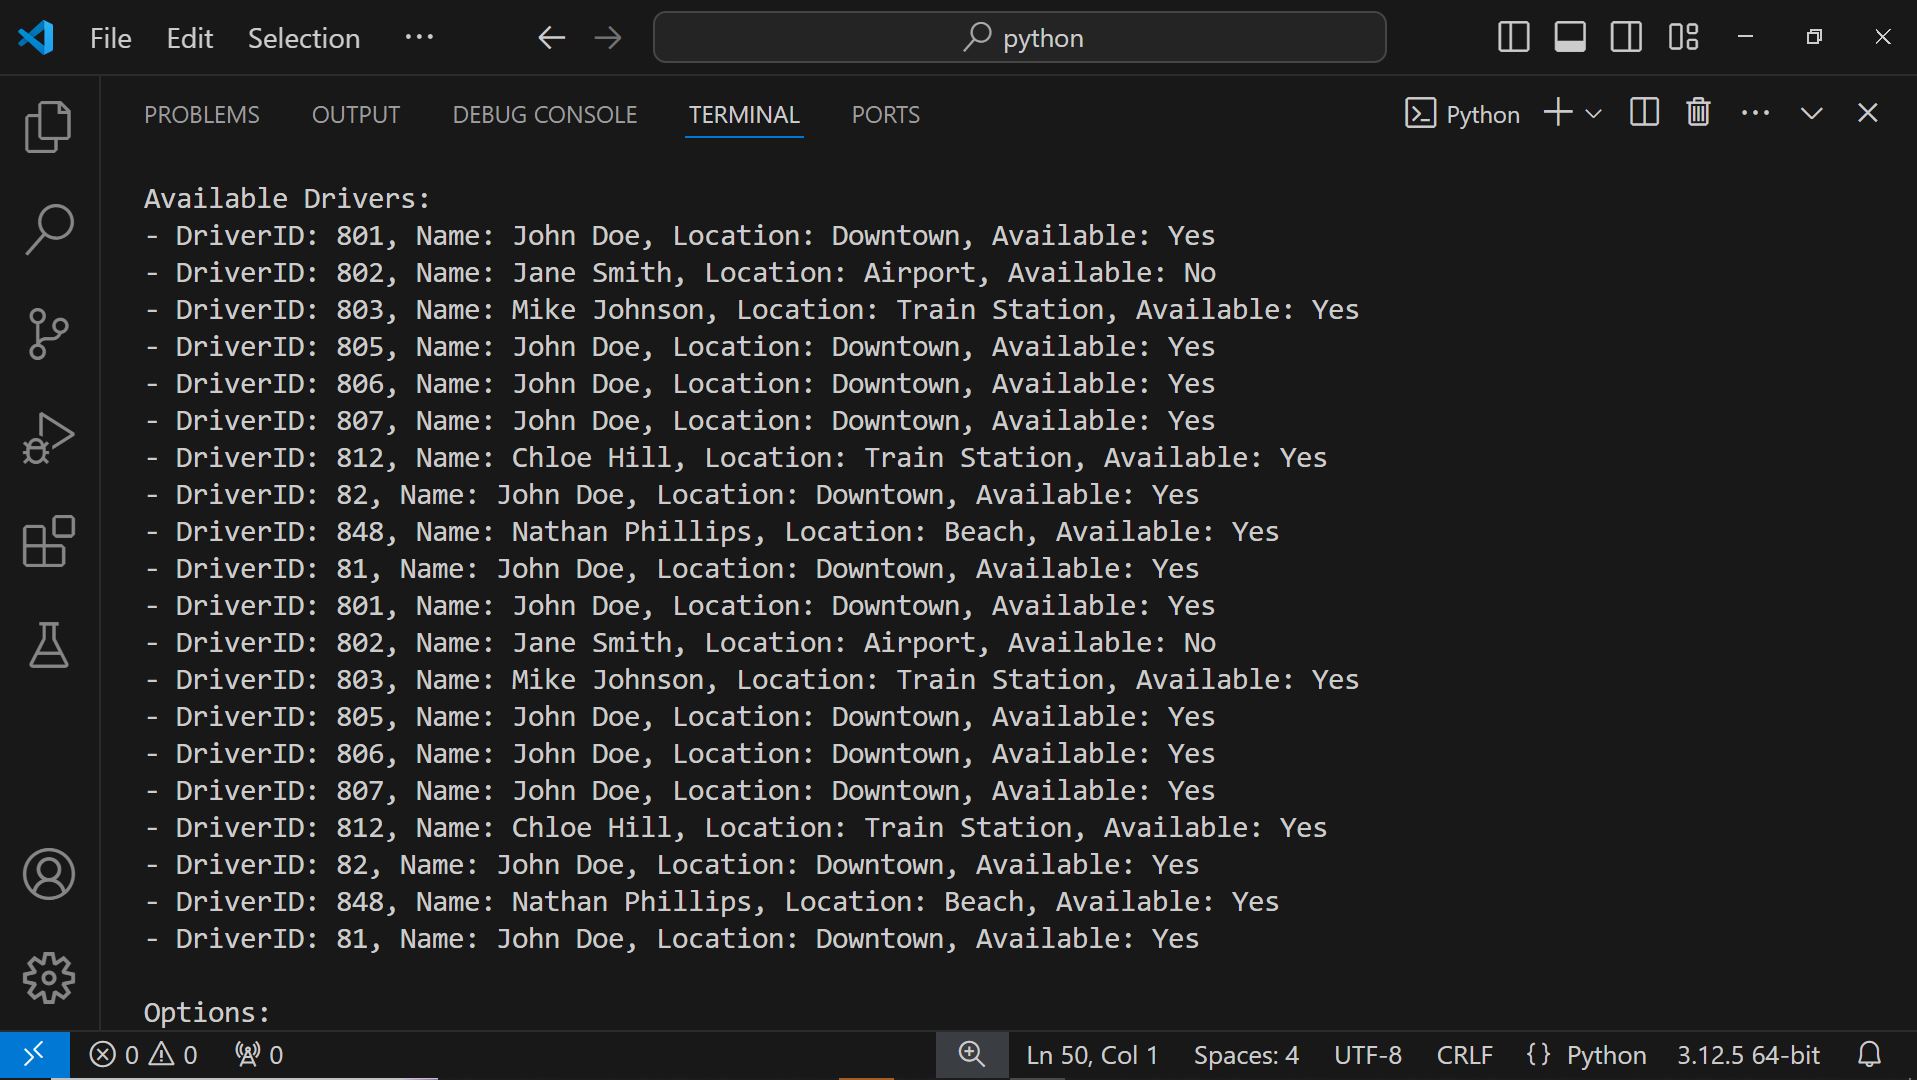 File Edit Selection ··· python
PROBLEMS OUTPUT DEBUG CONSOLE TERMINAL PORTS Python
Available Drivers:
- DriverID: 801, Name: John Doe, Location: Downtown, Available: Yes
- DriverID: 802, Name: Jane Smith, Location: Airport, Available: No
- DriverID: 803, Name: Mike Johnson, Location: Train Station, Available: Yes
- DriverID: 805, Name: John Doe, Location: Downtown, Available: Yes
- DriverID: 806, Name: John Doe, Location: Downtown, Available: Yes
- DriverID: 807, Name: John Doe, Location: Downtown, Available: Yes
- DriverID: 812, Name: Chloe Hill, Location: Train Station, Available: Yes
- DriverID: 82, Name: John Doe, Location: Downtown, Available: Yes
- DriverID: 848, Name: Nathan Phillips, Location: Beach, Available: Yes
- DriverID: 81, Name: John Doe, Location: Downtown, Available: Yes
- DriverID: 801, Name: John Doe, Location: Downtown, Available: Yes
- DriverID: 802, Name: Jane Smith, Location: Airport, Available: No
- DriverID: 803, Name: Mike Johnson, Location: Train Station, Available: Yes
- DriverID: 805, Name: John Doe, Location: Downtown, Available: Yes
- DriverID: 806, Name: John Doe, Location: Downtown, Available: Yes
- DriverID: 807, Name: John Doe, Location: Downtown, Available: Yes
- DriverID: 812, Name: Chloe Hill, Location: Train Station, Available: Yes
- DriverID: 82, Name: John Doe, Location: Downtown, Available: Yes
- DriverID: 848, Name: Nathan Phillips, Location: Beach, Available: Yes
- DriverID: 81, Name: John Doe, Location: Downtown, Available: Yes
Options:
0 0 0 Ln 50, Col 1 Spaces: 4 UTF-8 CRLF {} Python 3.12.5 64-bit